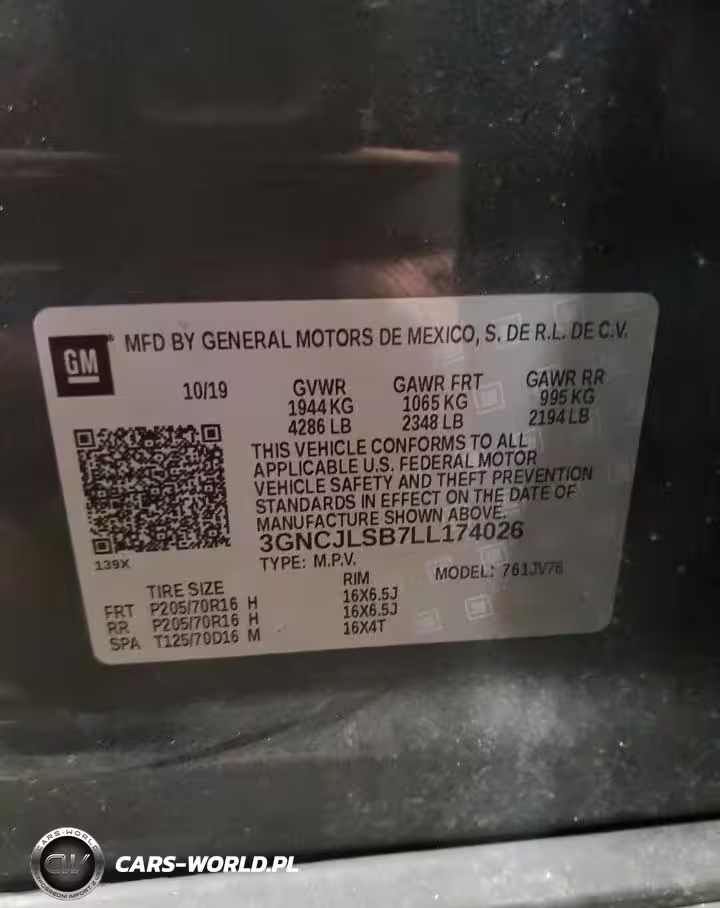 GM
MFD BY GENERAL MOTORS DE MEXICO, S. DE R.L. DE C.V.
10/19
GVWR GAWR FRT GAWR RR
1944 KG 1065 KG 995 KG
4286 LB 2348 LB 2194 LB
THIS VEHICLE CONFORMS TO ALL
APPLICABLE U.S. FEDERAL MOTOR
VEHICLE SAFETY AND THEFT PREVENTION
STANDARDS IN EFFECT ON THE DATE OF
MANUFACTURE SHOWN ABOVE.
3GNCJLSB7LL174026
139X
TYPE: M.P.V. MODEL: 761JV76
TIRE SIZE RIM
FRT P205/70R16 H 16X6.5J
RR P205/70R16 H 16X6.5J
SPA T125/70D16 M 16X4T
CARS-WORLD
CW
CARS-WORLD.PL